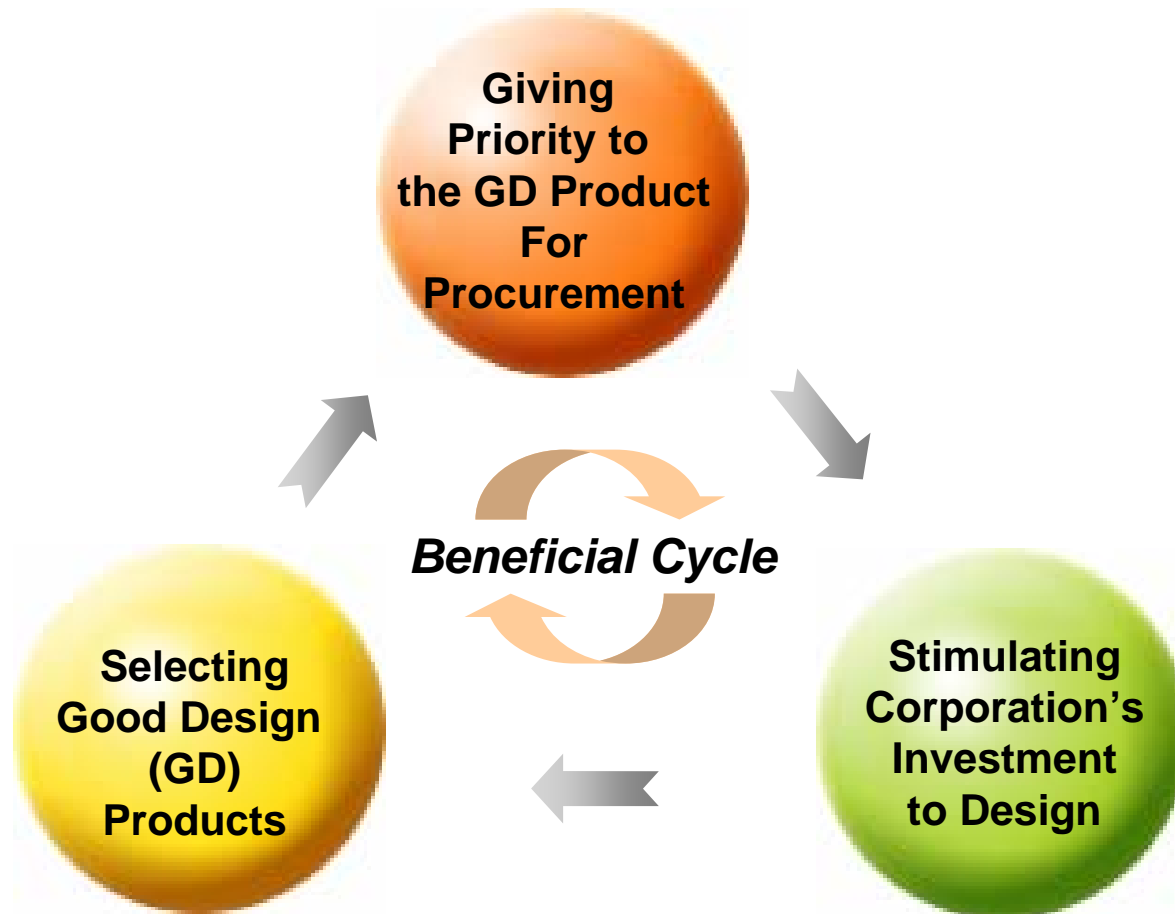 Giving
Priority to
the GD Product
For
Procurement
Beneficial Cycle
Selecting
Good Design
(GD)
Products
Stimulating
Corporation’s
Investment
to Design